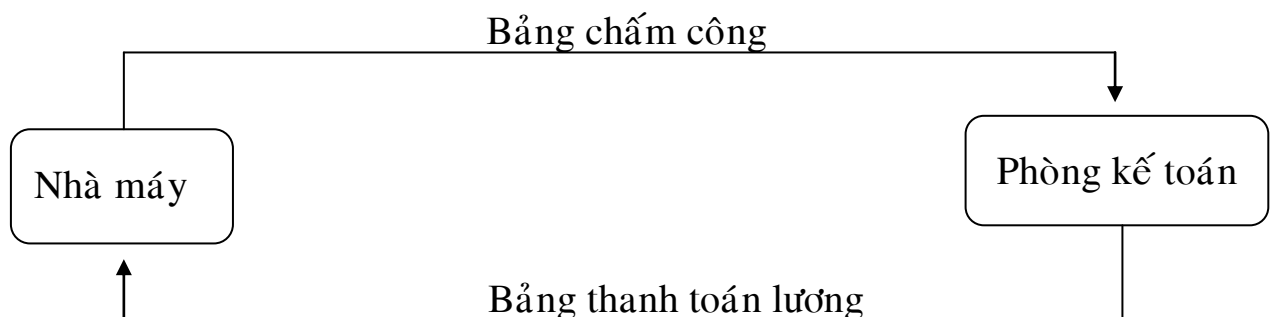 Bảng chấm công
Nhà máy
Phòng kế toán
Bảng thanh toán lương